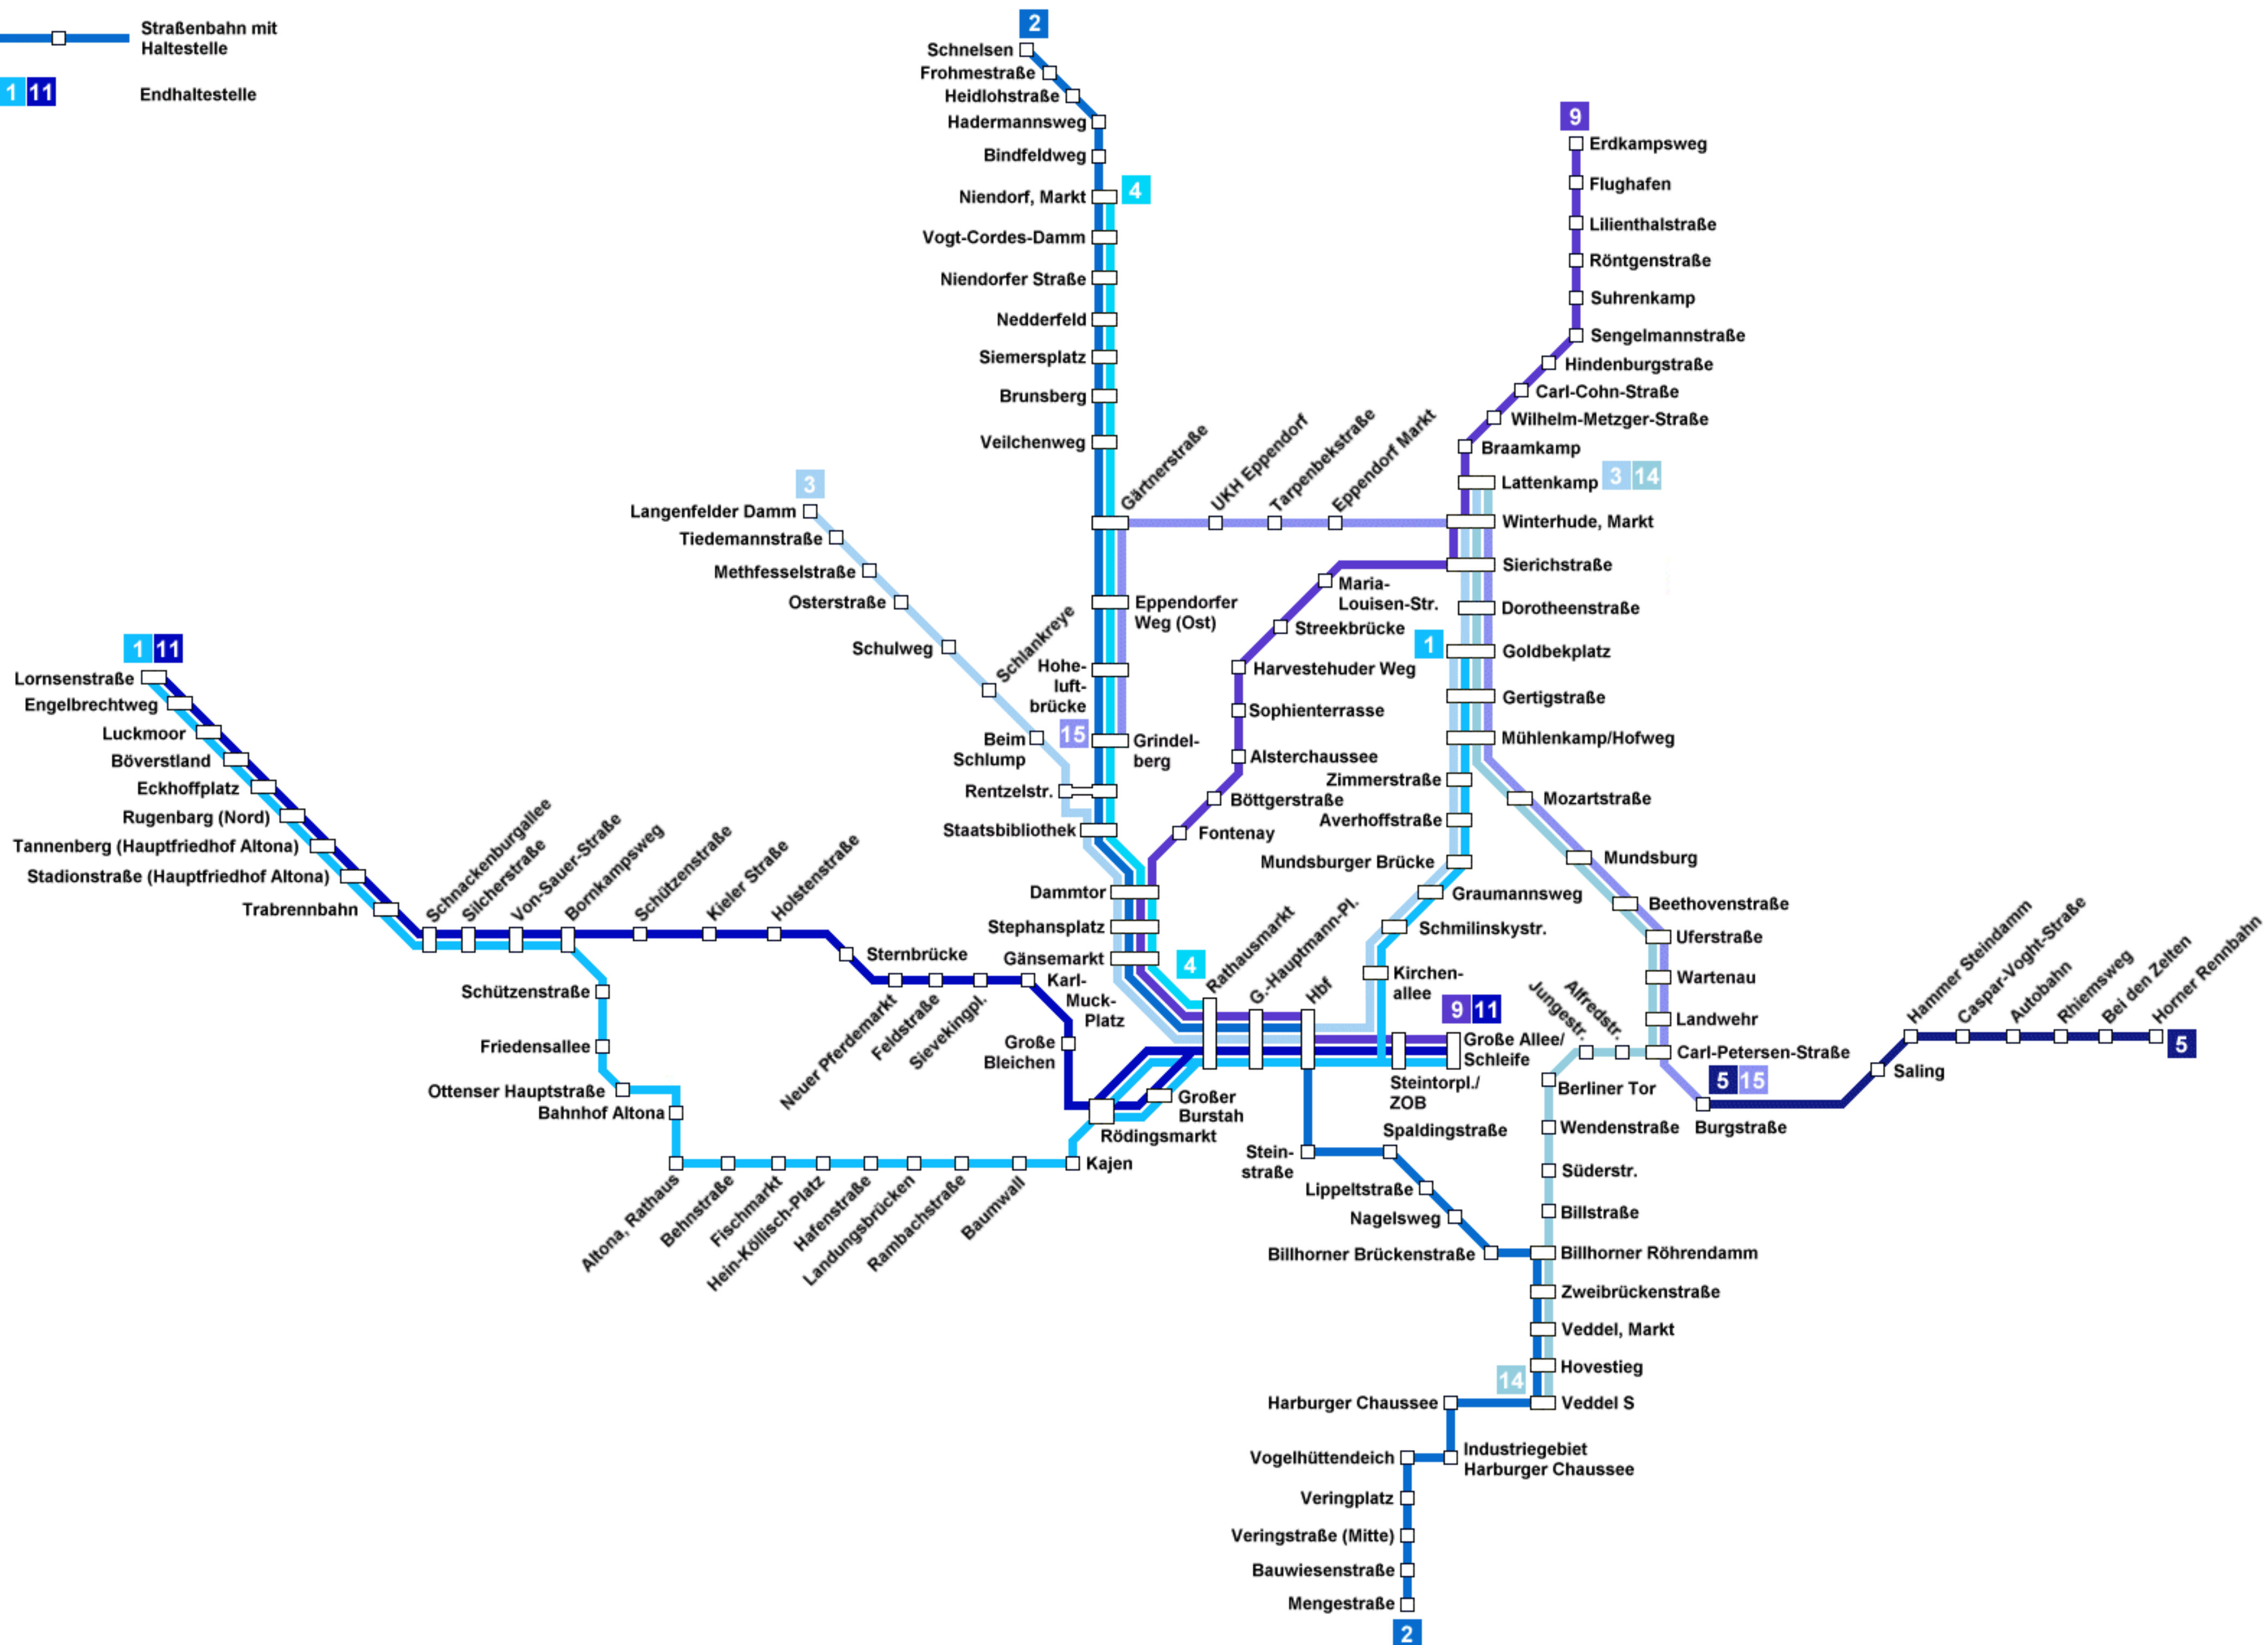 Straßenbahn mit
Haltestelle
1 11
Endhaltestelle
2
Schnelsen
Frohmestraße
Heidlohstraße
Hadermannsweg
Bindfeldweg
Niendorf, Markt
4
Vogt-Cordes-Damm
Niendorfer Straße
Nedderfeld
Siemersplatz
Brunsberg
Veilchenweg
9
Erdkampsweg
Flughafen
Lilienthalstraße
Röntgenstraße
Suhrenkamp
Sengelmannstraße
Hindenburgstraße
Carl-Cohn-Straße
Wilhelm-Metzger-Straße
Braamkamp
Lattenkamp
3 14
Winterhude, Markt
Sierichstraße
Dorotheenstraße
Goldbekplatz
1
Gertigstraße
Mühlenkamp/Hofweg
Gärtnerstraße
UKH Eppendorf
Tarpenbekstraße
Eppendorf Markt
3
Langenfelder Damm
Tiedemannstraße
Methfesselstraße
Osterstraße
Schulweg
Schlankreye
Beim
Schlump
Rentzelstr.
Staatsbibliothek
Eppendorfer
Weg (Ost)
Hohe-
luft-
brücke
15
Grindel-
berg
Maria-
Louisen-Str.
Streekbrücke
Harvestehuder Weg
Sophienterrasse
Alsterchaussee
Böttgerstraße
Fontenay
Zimmerstraße
Averhoffstraße
Mundsburger Brücke
Graumannsweg
Schmilinskystr.
Kirchen-
allee
Mozartstraße
Mundsburg
Beethovenstraße
Uferstraße
Wartenau
Landwehr
Carl-Petersen-Straße
1 11
Lornsenstraße
Engelbrechtweg
Luckmoor
Böverstland
Eckhoffplatz
Rugenbarg (Nord)
Tannenberg (Hauptfriedhof Altona)
Stadionstraße (Hauptfriedhof Altona)
Trabrennbahn
Schnackenburgallee
Silcherstraße
Von-Sauer-Straße
Bornkampsweg
Schützenstraße
Kieler Straße
Holstenstraße
Sternbrücke
Neuer Pferdemarkt
Feldstraße
Sievekingpl.
Karl-
Muck-
Platz
Große
Bleichen
Schützenstraße
Friedensallee
Ottenser Hauptstraße
Bahnhof Altona
Altona, Rathaus
Behnstraße
Fischmarkt
Hein-Köllisch-Platz
Hafenstraße
Landungsbrücken
Rambachstraße
Baumwall
Kajen
Rödingsmarkt
Großer
Burstah
Dammtor
Stephansplatz
Gänsemarkt
4
Rathausmarkt
G.-Hauptmann-Pl.
Hbf
9 11
Große Allee/
Schleife
Steintorpl./
ZOB
Jungestr.
Alfredstr.
Berliner Tor
Wendenstraße
Süderstr.
Billstraße
5 15
Burgstraße
Saling
Hammer Steindamm
Caspar-Voght-Straße
Autobahn
Rhiemsweg
Bei den Zelten
Horner Rennbahn
5
Stein-
straße
Spaldingstraße
Lippeltstraße
Nagelsweg
Billhorner Brückenstraße
Billhorner Röhrendamm
Zweibrückenstraße
Veddel, Markt
Hovestieg
14
Veddel S
Harburger Chaussee
Industriegebiet
Harburger Chaussee
Vogelhüttendeich
Veringplatz
Veringstraße (Mitte)
Bauwiesenstraße
Mengestraße
2